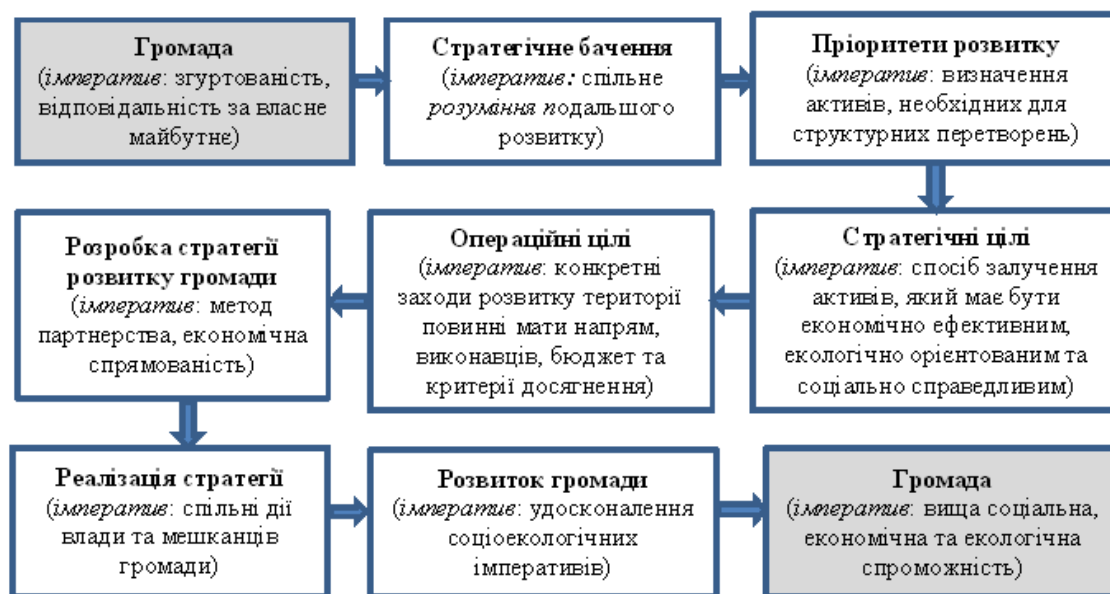 Громада
(імператив: згуртованість,
відповідальність за власне
майбутнє)
Стратегічне бачення
(імператив: спільне
розуміння подальшого
розвитку)
Пріоритети розвитку
(імператив: визначення
активів, необхідних для
структурних перетворень)
Стратегічні цілі
(імператив: спосіб залучення
активів, який має бути
економічно ефективним,
екологічно орієнтованим та
соціально справедливим)
Операційні цілі
(імператив: конкретні
заходи розвитку території
повинні мати напрям,
виконавців, бюджет та
критерії досягнення)
Розробка стратегії
розвитку громади
(імператив: метод
партнерства, економічна
спрямованість)
Реалізація стратегії
(імператив: спільні дії
влади та мешканців
громади)
Розвиток громади
(імператив: удосконалення
соціоекологічних
імперативів)
Громада
(імператив: вища соціальна,
економічна та екологічна
спроможність)